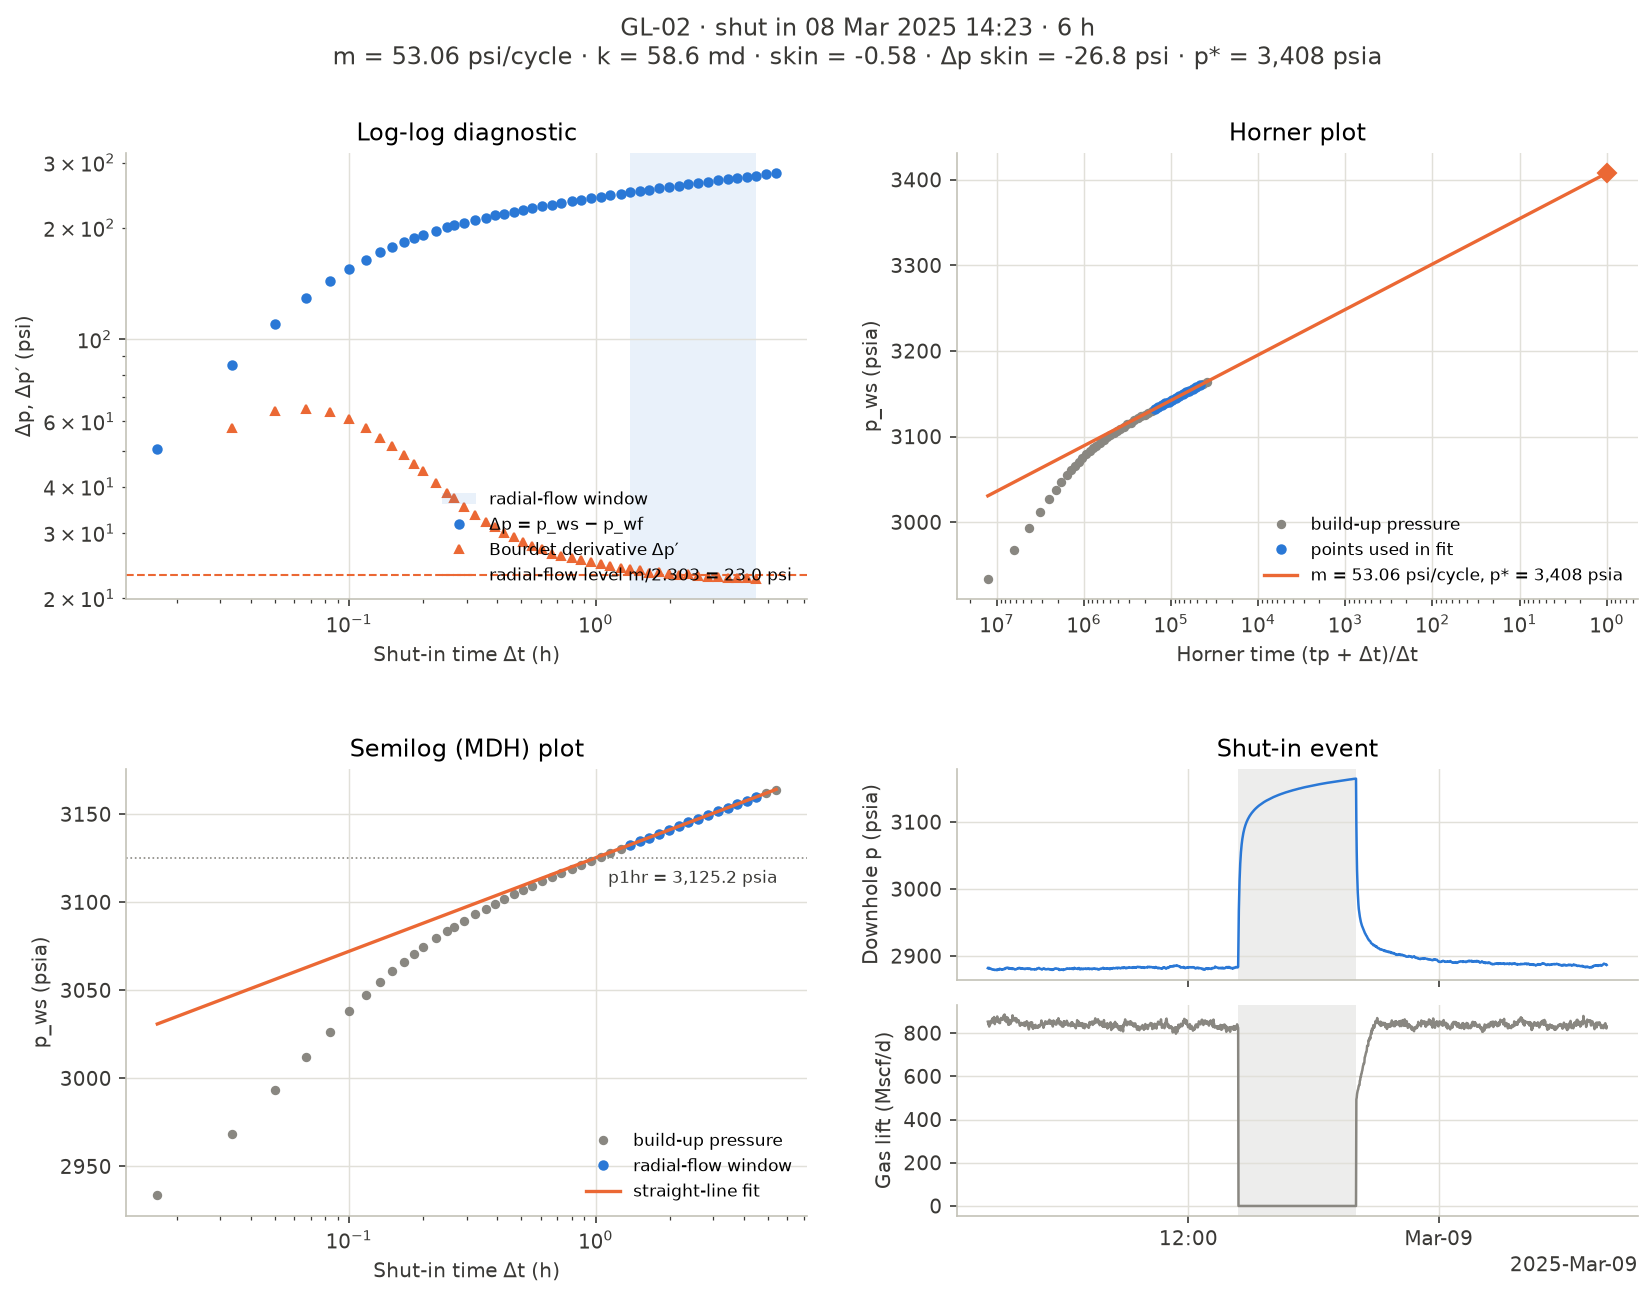 GL-02 · shut in 08 Mar 2025 14:23 · 6 h
m = 53.06 psi/cycle · k = 58.6 md · skin = -0.58 · Δp skin = -26.8 psi · p* = 3,408 psia
Log-log diagnostic
3 × 10²
2 × 10²
10²
6 × 10¹
4 × 10¹
3 × 10¹
2 × 10¹
Δp, Δp′ (psi)
radial-flow window
Δp = p_ws − p_wf
Bourdet derivative Δp′
radial-flow level m/2.303 = 23.0 psi
10⁻¹
10⁰
Shut-in time Δt (h)
Horner plot
3400
3300
3200
3100
3000
p_ws (psia)
build-up pressure
points used in fit
m = 53.06 psi/cycle, p* = 3,408 psia
10⁷
10⁶
10⁵
10⁴
10³
10²
10¹
10⁰
Horner time (tp + Δt)/Δt
Semilog (MDH) plot
3150
3100
3050
3000
2950
p_ws (psia)
p1hr = 3,125.2 psia
build-up pressure
radial-flow window
straight-line fit
10⁻¹
10⁰
Shut-in time Δt (h)
Shut-in event
3100
3000
2900
Downhole p (psia)
800
600
400
200
0
Gas lift (Mscf/d)
12:00
Mar-09
2025-Mar-09